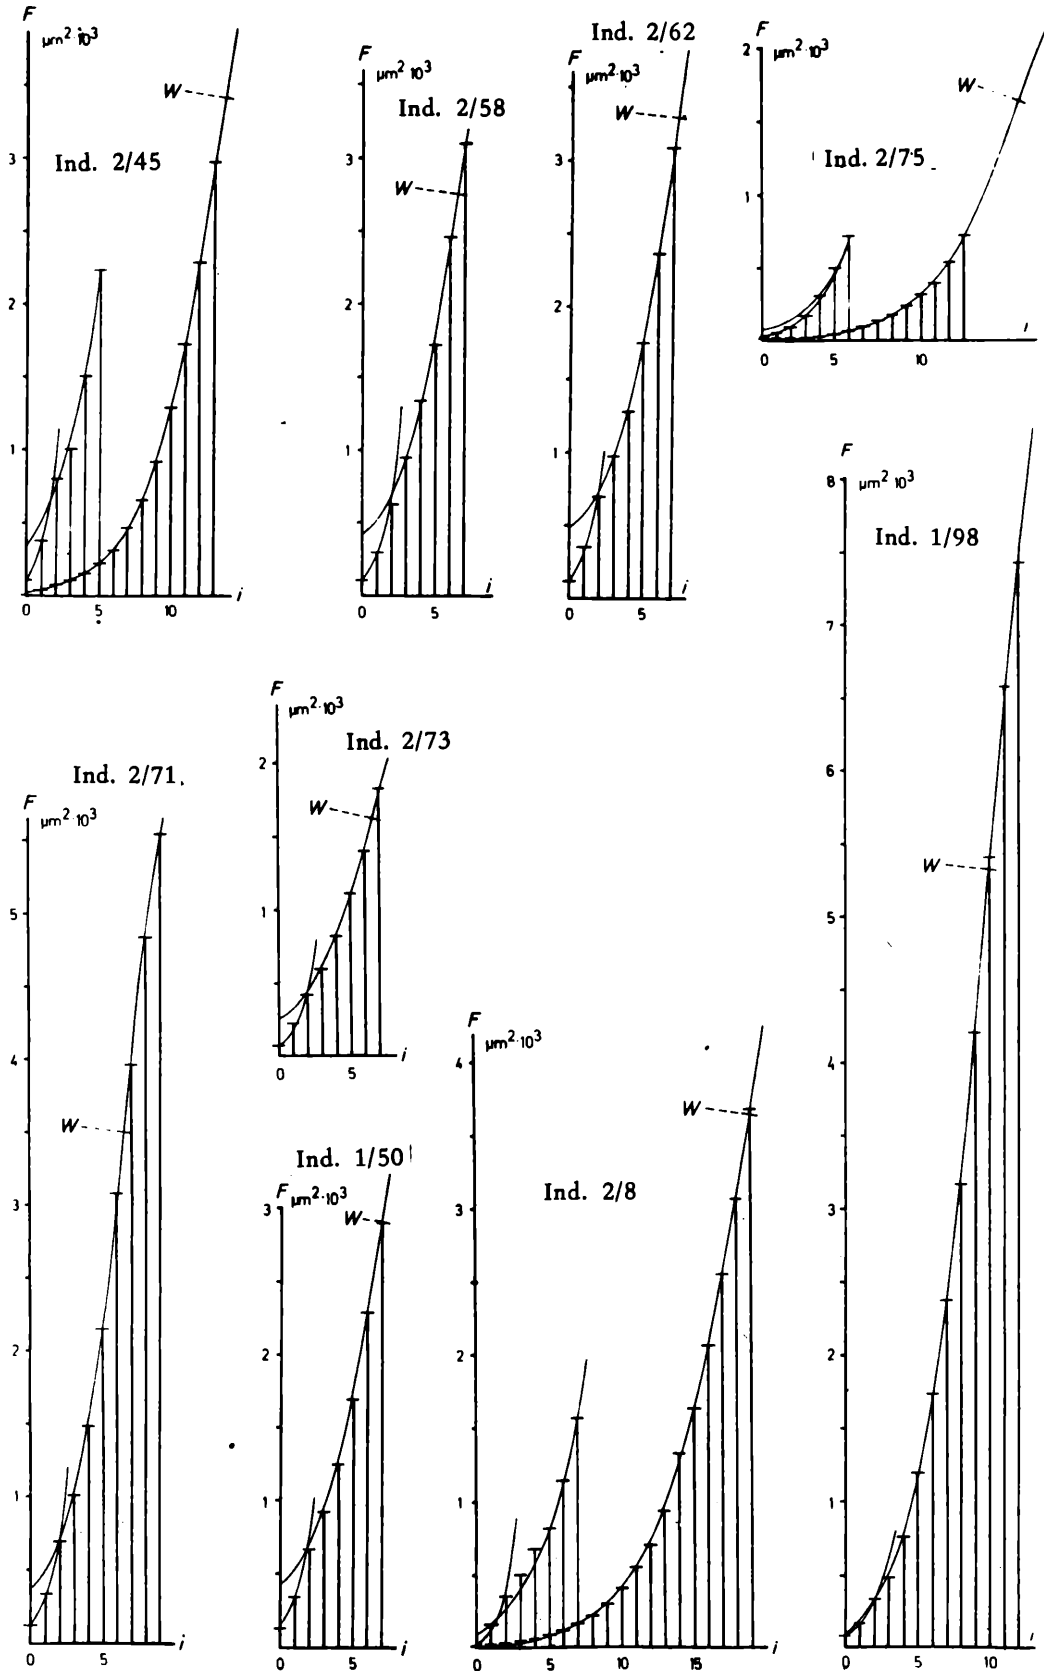 F
μm²·10³
W
Ind. 2/45
3
2
1
0 5 10 i
F
μm² 10³
Ind. 2/58
W
3
2
1
0 5 i
Ind. 2/62
F
μm²·10³
W
3
2
1
0 5 i
F
2 μm²·10³
W
Ind. 2/75
1
0 5 10 i
F
8 μm² 10³
Ind. 1/98
7
6
W
5
4
3
2
1
0 5 10
F
μm²·10³
Ind. 2/73
2
W
1
0 5 i
Ind. 2/71
F
μm²·10³
5
4
W
3
2
1
0 5 i
Ind. 1/50
F μm²·10³
3 W
2
1
0 5 i
F
μm²·10³
4
W
Ind. 2/8
3
2
1
0 5 10 15 i